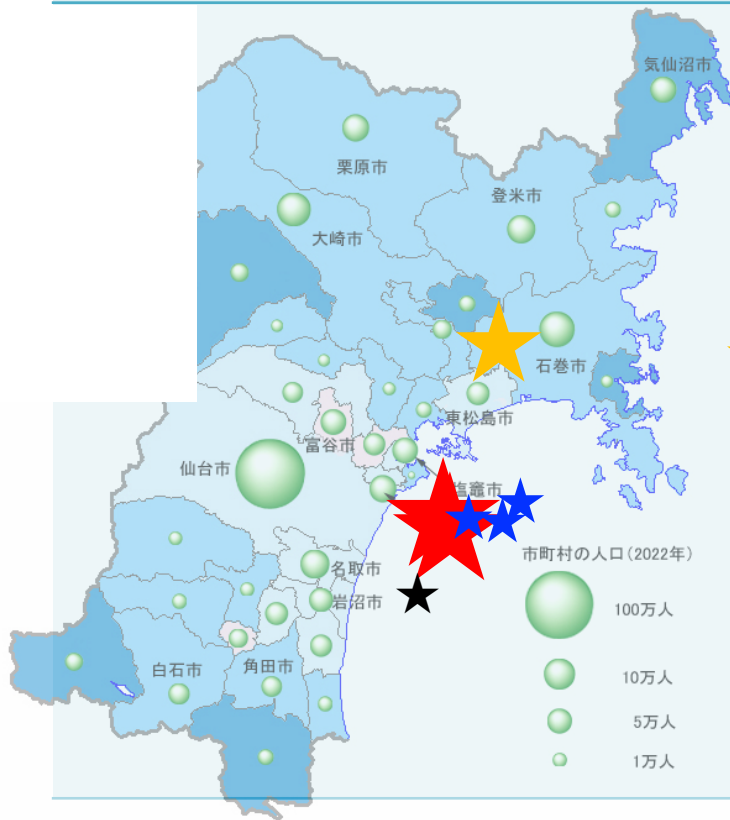 気仙沼市
栗原市
登米市
大崎市
石巻市
東松島市
富谷市
仙台市
塩竈市
市町村の人口(2022年)
名取市
岩沼市
100万人
白石市
角田市
10万人
5万人
1万人